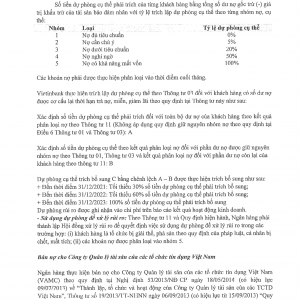 Số tiền dự phòng cụ thể phải trích của từng khách hàng bằng tổng số dư nợ gốc trừ (-) giá
trị khấu trừ của tài sản bảo đảm nhân với tỷ lệ trích lập dự phòng cụ thể theo từng nhóm nợ, cụ
thể:
Nhóm Loại Tỷ lệ dự phòng cụ thể
1 Nợ đủ tiêu chuẩn 0%
2 Nợ cần chú ý 5%
3 Nợ dưới tiêu chuẩn 20%
4 Nợ nghi ngờ 50%
5 Nợ có khả năng mất vốn 100%
Các khoản nợ phải được thực hiện phân loại vào thời điểm cuối tháng.
Vietinbank thực hiện trích lập dự phòng cụ thể theo Thông tư 03 đối với khách hàng có số dư nợ
được cơ cấu lại thời hạn trả nợ, miễn, giảm lãi theo quy định tại Thông tư này như sau:
Xác định số tiền dự phòng cụ thể phải trích đối với toàn bộ dư nợ của khách hàng theo kết quả
phân loại nợ theo Thông tư 11 (Không áp dụng quy định giữ nguyên nhóm nợ theo quy định tại
Điều 6 Thông tư 01 và Thông tư 03): A
Xác định số tiền dự phòng cụ thể theo kết quả phân loại nợ đối với phần dư nợ được giữ nguyên
nhóm nợ theo Thông tư 01, Thông tư 03 và kết quả phân loại nợ đối với phần dư nợ còn lại của
khách hàng theo thông tư 11: B
Dự phòng cụ thể trích bổ sung C bằng chênh lệch A – B được thực hiện trích bổ sung như sau:
+ Đến thời điểm 31/12/2021: Tối thiểu 30% số dự phòng cụ thể phải trích bổ sung;
+ Đến thời điểm 31/12/2022: Tối thiểu 60% số dự phòng cụ thể phải trích bổ sung;
+ Đến thời điểm 31/12/2023: 100% số dự phòng cụ thể phải trích bổ sung
Dự phòng rủi ro được ghi nhận vào chi phí trên báo cáo kết quả hoạt động kinh doanh.
- Sử dụng dự phòng để xử lý rủi ro: Theo Thông tư 11 và Quy định hiện hành, Ngân hàng phải
thành lập Hội đồng xử lý rủi ro để quyết định việc sử dụng dự phòng để xử lý rủi ro trong các
trường hợp: (i) khách hàng là tổ chức bị giải thể, phá sản theo quy định của pháp luật, cá nhân
bị chết, mất tích; (ii) các khoản nợ được phân loại vào nhóm 5.
Bán nợ cho Công ty Quản lý tài sản của các tổ chức tín dụng Việt Nam
Ngân hàng thực hiện bán nợ cho Công ty Quản lý tài sản của các tổ chức tín dụng Việt Nam
(VAMC) theo quy định tại Nghị định 53/2013/NĐ-CP ngày 18/05/2014 (có hiệu lực
09/07/2013) về "Thành lập, tổ chức và hoạt động của Công ty Quản lý tài sản của các TCTD
Việt Nam", Thông tư số 19/2013/TT-NHNN ngày 06/09/2013 (có hiệu lực từ 15/09/2013) "Quy